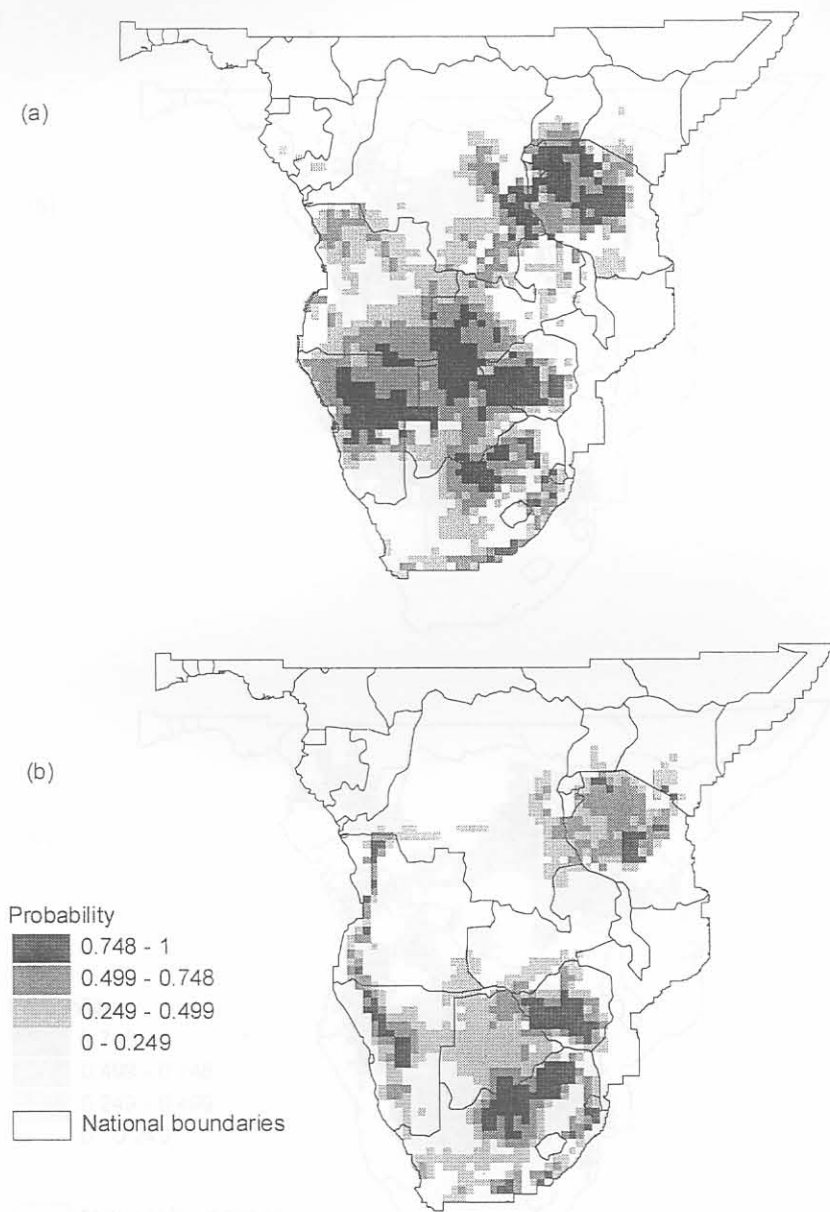 (a)
(b)
Probability
0.748 - 1
0.499 - 0.748
0.249 - 0.499
0 - 0.249
National boundaries